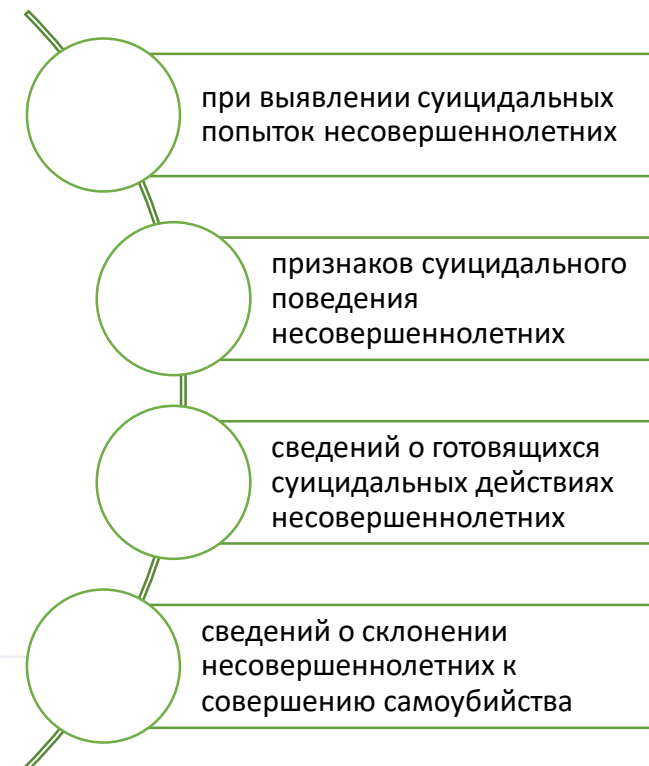 при выявлении суицидальных
попыток несовершеннолетних
признаков суицидального
поведения
несовершеннолетних
сведений о готовящихся
суицидальных действиях
несовершеннолетних
сведений о склонении
несовершеннолетних к
совершению самоубийства